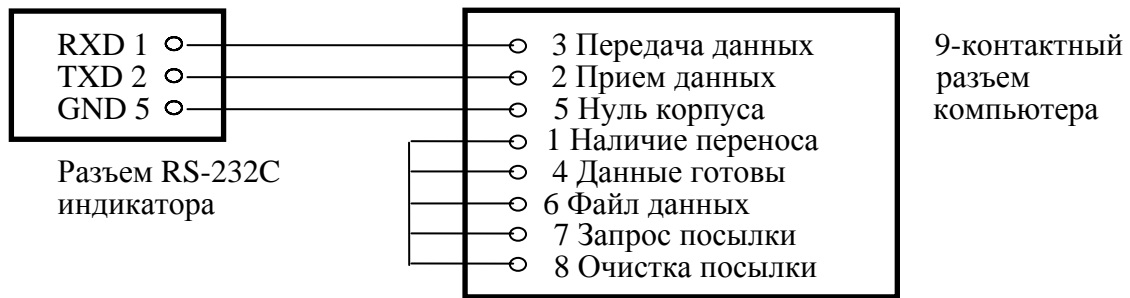 RXD 1
TXD 2
GND 5
Разъем RS-232C
индикатора
3 Передача данных
2 Прием данных
5 Нуль корпуса
1 Наличие переноса
4 Данные готовы
6 Файл данных
7 Запрос посылки
8 Очистка посылки
9-контактный
разъем
компьютера